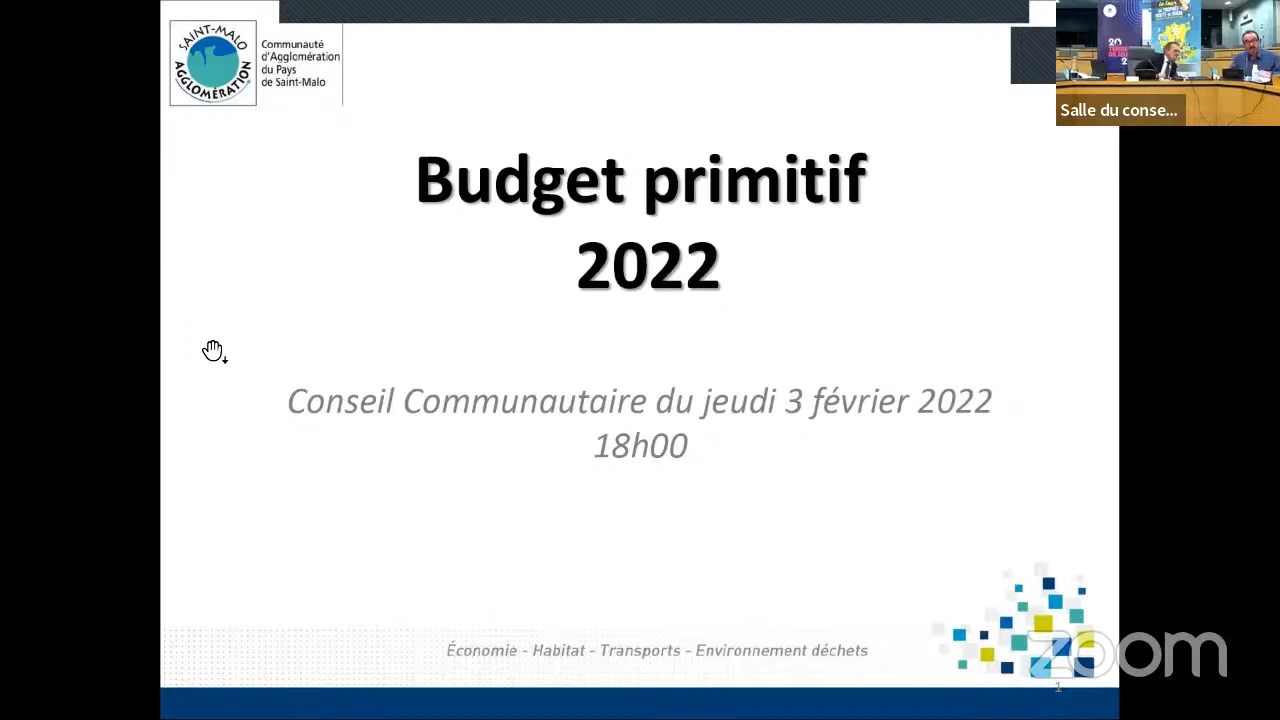 SAINT-MALO
AGGLOMÉRATION
Communauté
d'Agglomération
du Pays
de Saint-Malo
Salle du conse...
Budget primitif
2022
Conseil Communautaire du jeudi 3 février 2022
18h00
Économie - Habitat - Transports - Environnement déchets
zoom
1